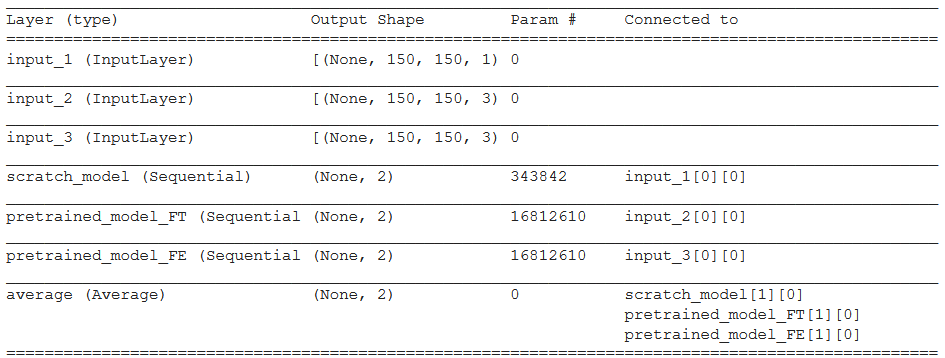 Layer (type) Output Shape Param # Connected to
==================================================================================================
input_1 (InputLayer) [(None, 150, 150, 1) 0
input_2 (InputLayer) [(None, 150, 150, 3) 0
input_3 (InputLayer) [(None, 150, 150, 3) 0
scratch_model (Sequential) (None, 2) 343842 input_1[0][0]
pretrained_model_FT (Sequential (None, 2) 16812610 input_2[0][0]
pretrained_model_FE (Sequential (None, 2) 16812610 input_3[0][0]
average (Average) (None, 2) 0 scratch_model[1][0]
pretrained_model_FT[1][0]
pretrained_model_FE[1][0]
==================================================================================================